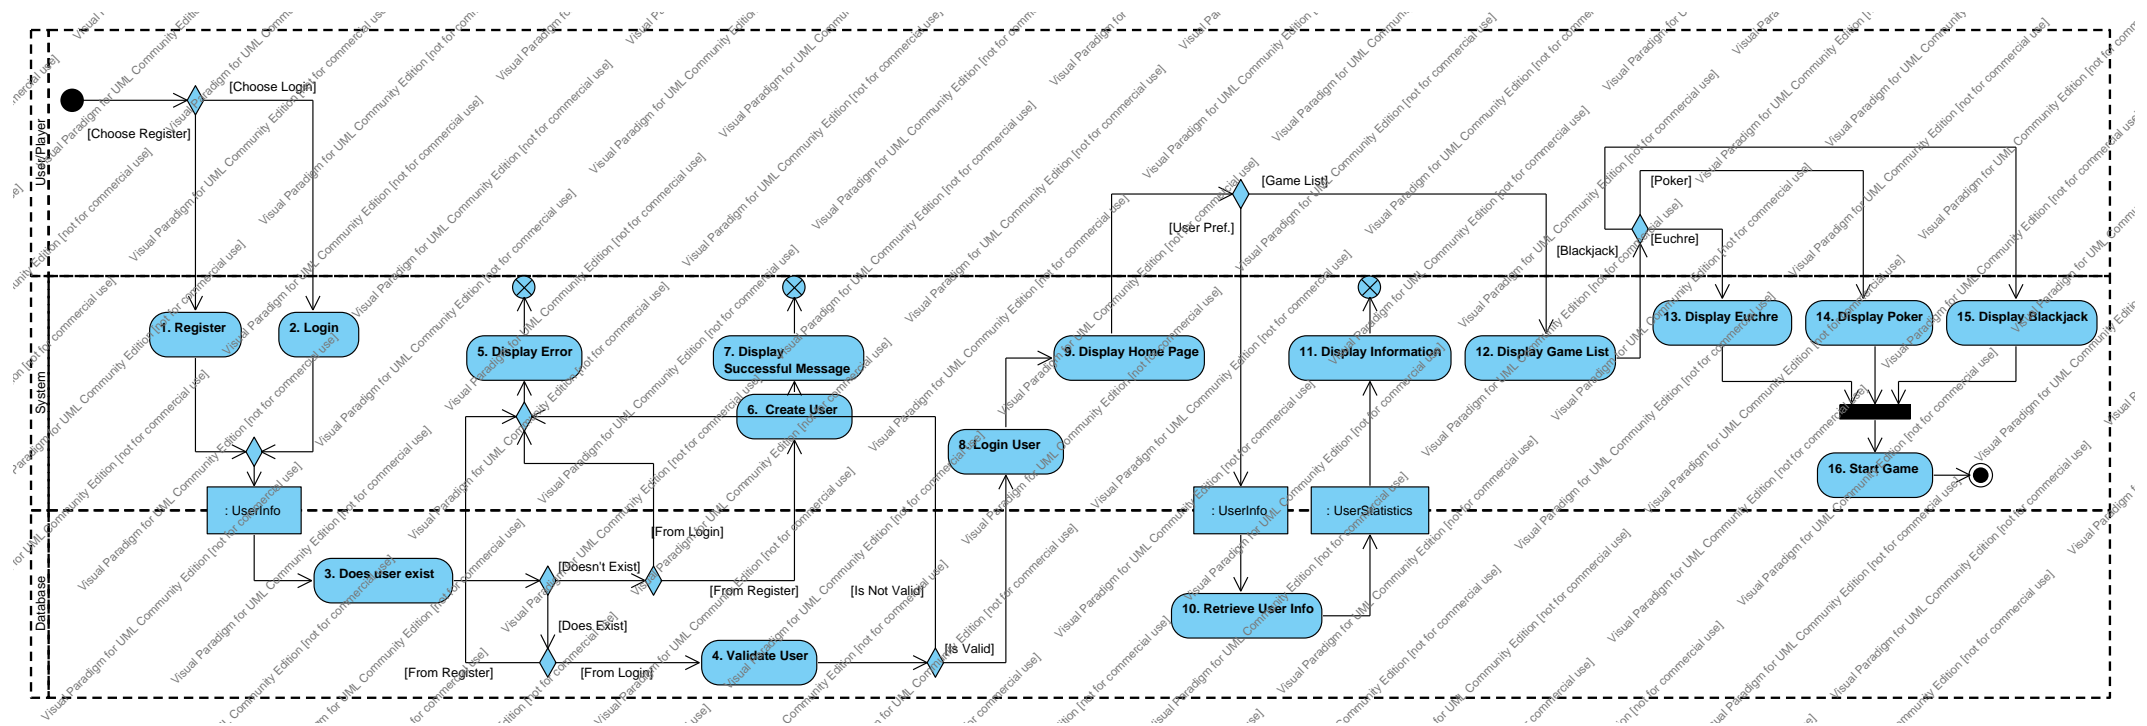 User/Player
[Choose Login]
[Choose Register]
[Game List]
[User Pref.]
[Poker]
[Euchre]
[Blackjack]
System
1. Register
2. Login
5. Display Error
7. Display
Successful Message
6.  Create User
8. Login User
9. Display Home Page
11. Display Information
12. Display Game List
13. Display Euchre
14. Display Poker
15. Display Blackjack
16. Start Game
: UserInfo
: UserInfo
: UserStatistics
Database
3. Does user exist
[Doesn't Exist]
[From Login]
[From Register]
[Is Not Valid]
[Does Exist]
[From Register]
[From Login]
4. Validate User
[Is Valid]
10. Retrieve User Info
Visual Paradigm for UML Community Edition [not for commercial use]